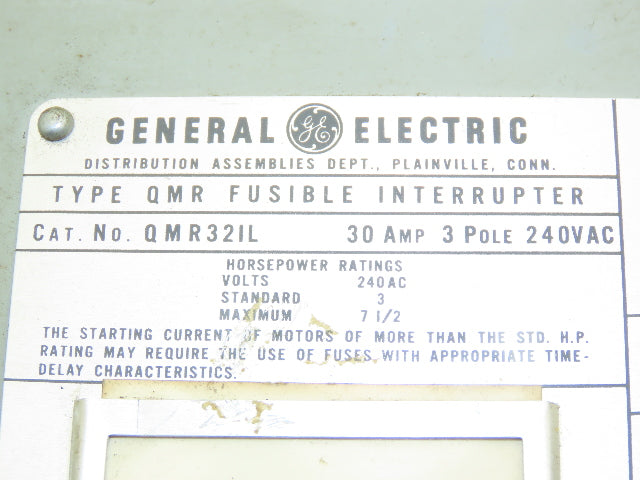 GENERAL GE ELECTRIC
DISTRIBUTION ASSEMBLIES DEPT., PLAINVILLE, CONN.
TYPE QMR FUSIBLE INTERRUPTER
CAT. NO. QMR321L 30 AMP 3 POLE 240VAC
HORSEPOWER RATINGS
VOLTS 240AC
STANDARD 3
MAXIMUM 7 1/2
THE STARTING CURRENT OF MOTORS OF MORE THAN THE STD. H.P.
RATING MAY REQUIRE THE USE OF FUSES WITH APPROPRIATE TIME-
DELAY CHARACTERISTICS.